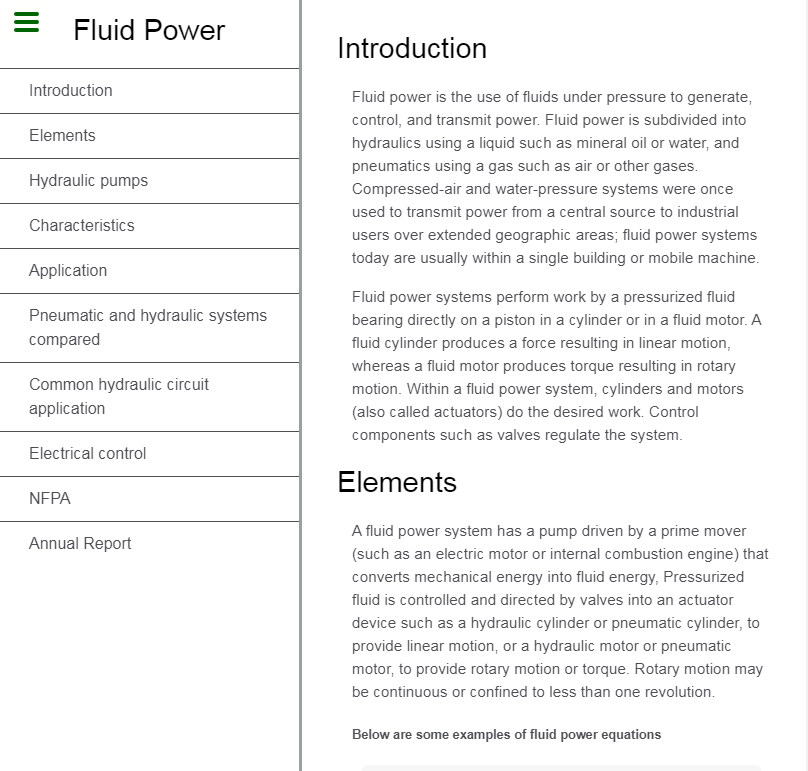 Fluid Power
Introduction
Elements
Hydraulic pumps
Characteristics
Application
Pneumatic and hydraulic systems
compared
Common hydraulic circuit
application
Electrical control
NFPA
Annual Report
Introduction
Fluid power is the use of fluids under pressure to generate,
control, and transmit power. Fluid power is subdivided into
hydraulics using a liquid such as mineral oil or water, and
pneumatics using a gas such as air or other gases.
Compressed-air and water-pressure systems were once
used to transmit power from a central source to industrial
users over extended geographic areas; fluid power systems
today are usually within a single building or mobile machine.
Fluid power systems perform work by a pressurized fluid
bearing directly on a piston in a cylinder or in a fluid motor. A
fluid cylinder produces a force resulting in linear motion,
whereas a fluid motor produces torque resulting in rotary
motion. Within a fluid power system, cylinders and motors
(also called actuators) do the desired work. Control
components such as valves regulate the system.
Elements
A fluid power system has a pump driven by a prime mover
(such as an electric motor or internal combustion engine) that
converts mechanical energy into fluid energy, Pressurized
fluid is controlled and directed by valves into an actuator
device such as a hydraulic cylinder or pneumatic cylinder, to
provide linear motion, or a hydraulic motor or pneumatic
motor, to provide rotary motion or torque. Rotary motion may
be continuous or confined to less than one revolution.
Below are some examples of fluid power equations